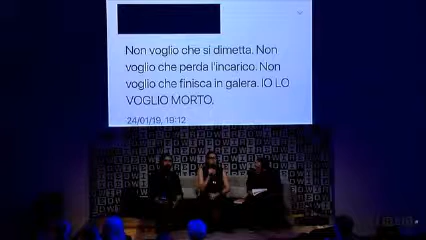 Non voglio che si dimetta. Non
voglio che perda l'incarico. Non
voglio che finisca in galera. IO LO
VOGLIO MORTO.
24/01/19, 19:12